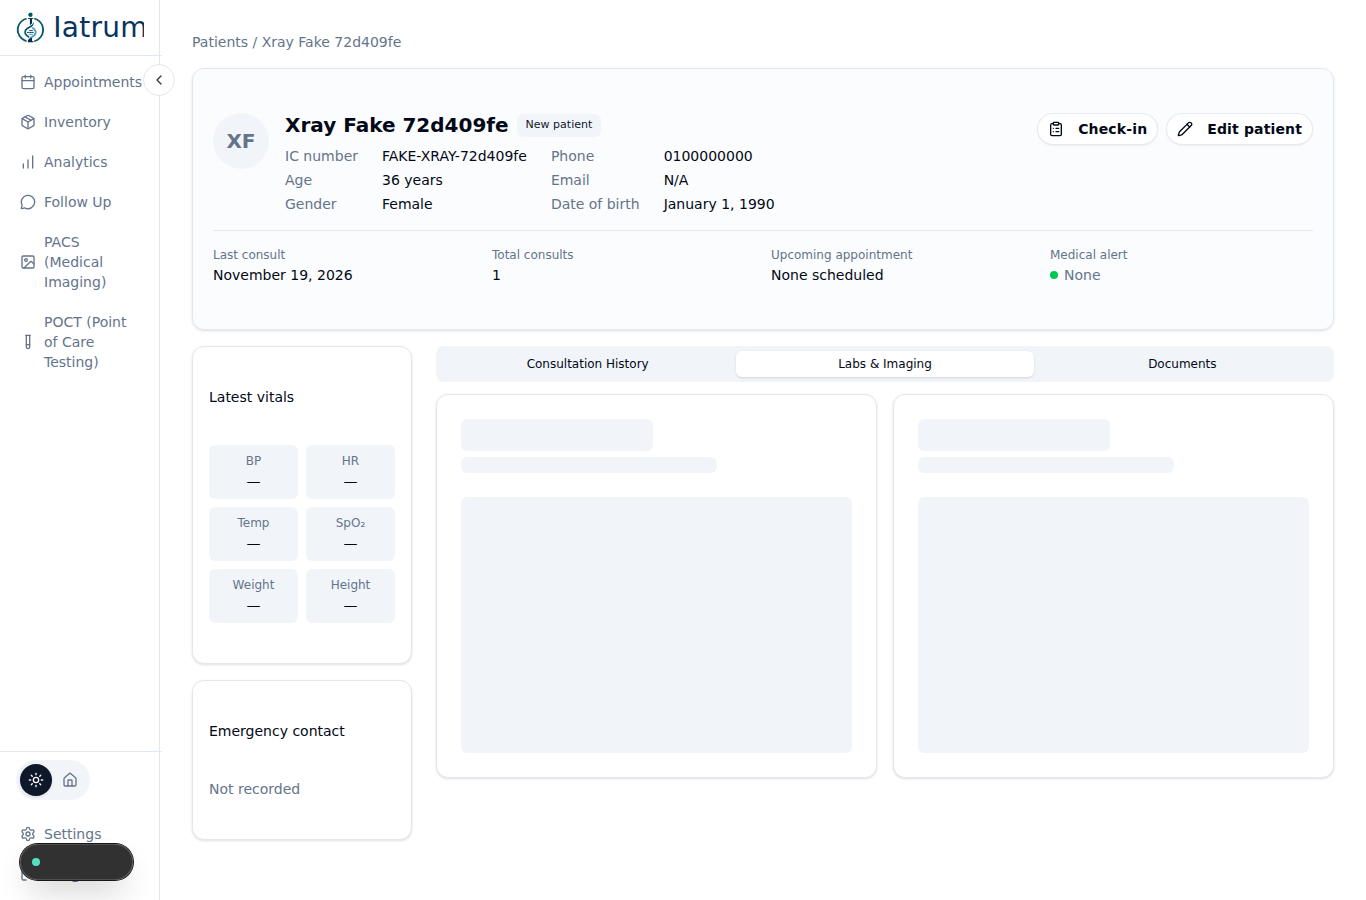 Iatrum
Appointments
Inventory
Analytics
Follow Up
PACS
(Medical
Imaging)
POCT (Point
of Care
Testing)
Settings
Patients / Xray Fake 72d409fe
XF
Xray Fake 72d409fe
New patient
Check-in
Edit patient
IC number FAKE-XRAY-72d409fe Phone 0100000000
Age 36 years Email N/A
Gender Female Date of birth January 1, 1990
Last consult Total consults Upcoming appointment Medical alert
November 19, 2026 1 None scheduled None
Latest vitals
BP HR
— —
Temp SpO₂
— —
Weight Height
— —
Emergency contact
Not recorded
Consultation History Labs & Imaging Documents